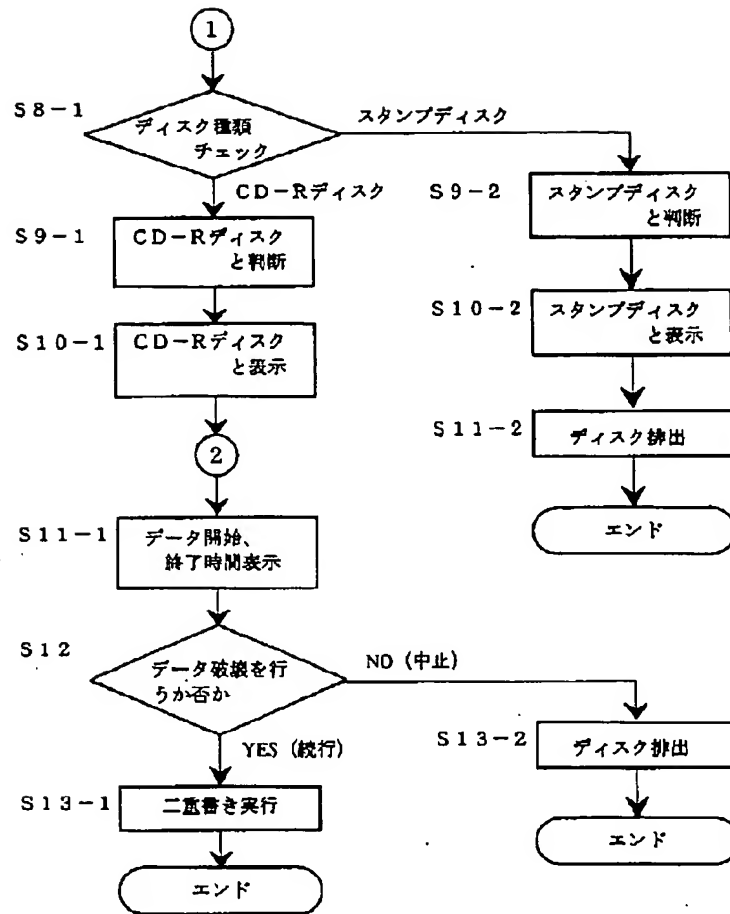 1
S8-1
ディスク種類
チェック
スタンプディスク
CD-Rディスク
S9-2
スタンプディスク
と判断
S9-1
CD-Rディスク
と判断
S10-2
スタンプディスク
と表示
S10-1
CD-Rディスク
と表示
S11-2
ディスク排出
2
エンド
S11-1
データ開始、
終了時間表示
S12
データ破壊を行
うか否か
NO (中止)
YES (続行)
S13-2
ディスク排出
S13-1
二重書き実行
エンド
エンド